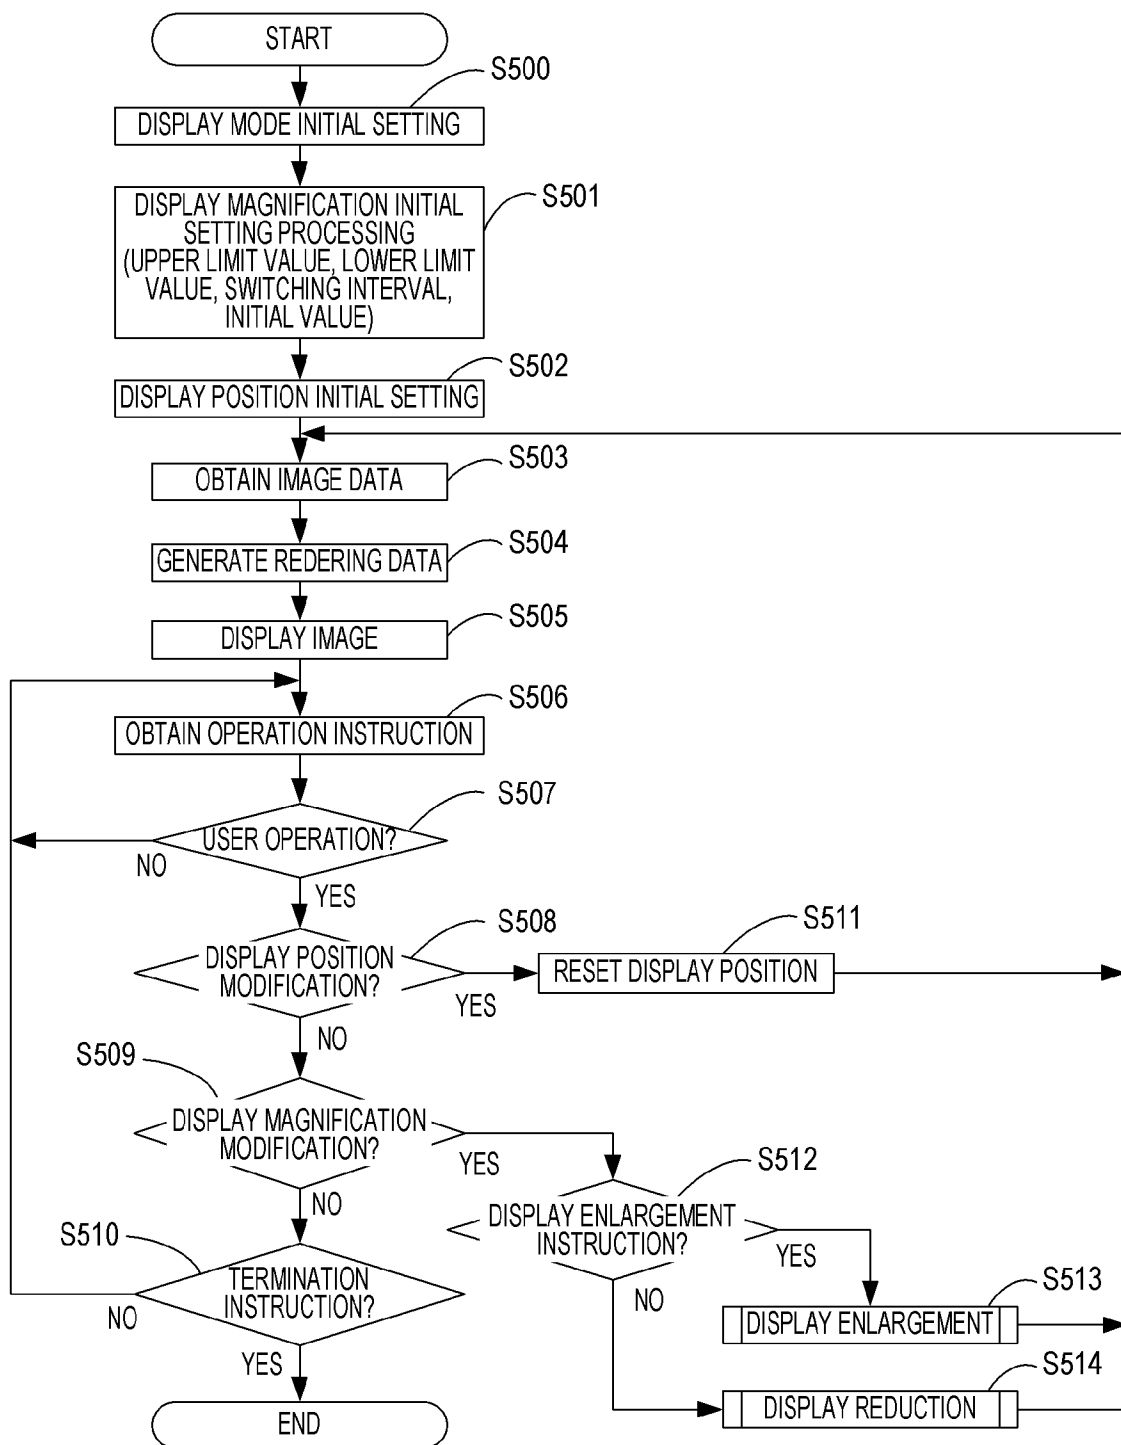 START
S500
DISPLAY MODE INITIAL SETTING
S501
DISPLAY MAGNIFICATION INITIAL
SETTING PROCESSING
(UPPER LIMIT VALUE, LOWER LIMIT
VALUE, SWITCHING INTERVAL,
INITIAL VALUE)
S502
DISPLAY POSITION INITIAL SETTING
S503
OBTAIN IMAGE DATA
S504
GENERATE REDERING DATA
S505
DISPLAY IMAGE
S506
OBTAIN OPERATION INSTRUCTION
S507
USER OPERATION?
NO
YES
S508
DISPLAY POSITION
MODIFICATION?
YES
S511
RESET DISPLAY POSITION
NO
S509
DISPLAY MAGNIFICATION
MODIFICATION?
YES
NO
S512
DISPLAY ENLARGEMENT
INSTRUCTION?
YES
NO
S510
TERMINATION
INSTRUCTION?
NO
YES
S513
DISPLAY ENLARGEMENT
S514
DISPLAY REDUCTION
END